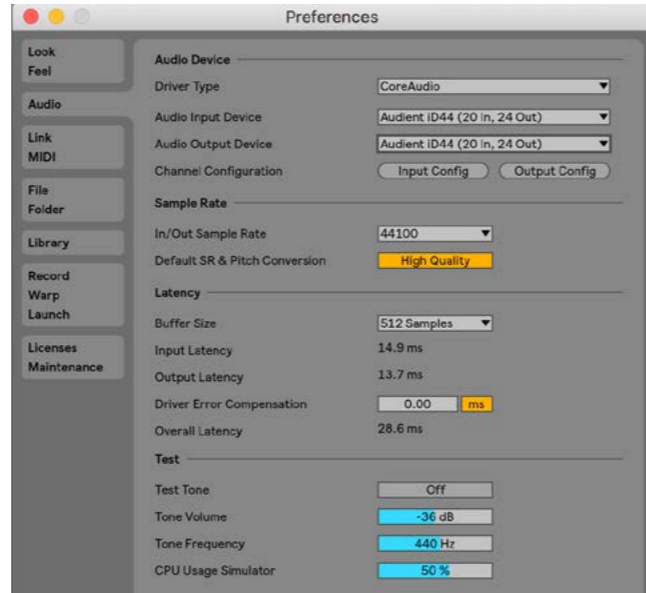 Preferences
Look
Feel
Audio
Link
MIDI
File
Folder
Library
Record
Warp
Launch
Licenses
Maintenance
Audio Device
Driver Type CoreAudio
Audio Input Device Audient iD44 (20 In, 24 Out)
Audio Output Device Audient iD44 (20 In, 24 Out)
Channel Configuration Input Config Output Config
Sample Rate
In/Out Sample Rate 44100
Default SR & Pitch Conversion High Quality
Latency
Buffer Size 512 Samples
Input Latency 14.9 ms
Output Latency 13.7 ms
Driver Error Compensation 0.00 ms
Overall Latency 28.6 ms
Test
Test Tone Off
Tone Volume -36 dB
Tone Frequency 440 Hz
CPU Usage Simulator 50 %